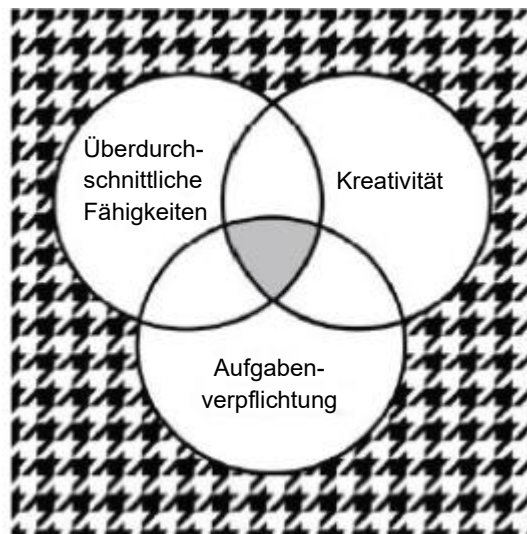 Überdurch-
schnittliche
Fähigkeiten
Kreativität
Aufgaben-
verpflichtung